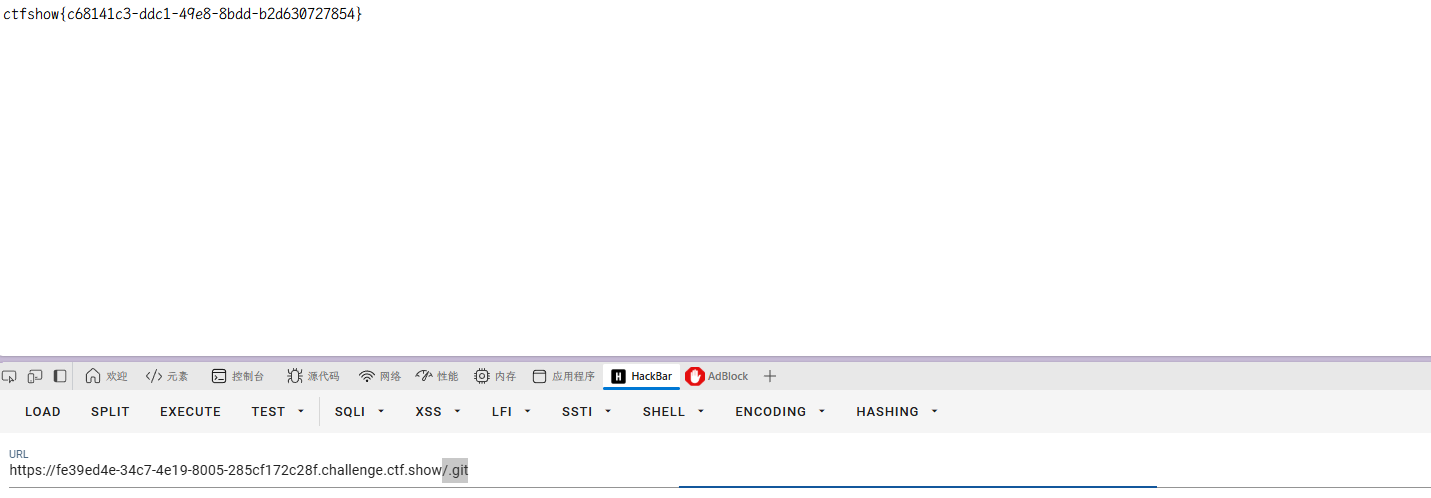 ctfshow{c68141c3-ddc1-49e8-8bdd-b2d630727854}
欢迎 元素 控制台 源代码 网络 性能 内存 应用程序 H HackBar AdBlock
LOAD SPLIT EXECUTE TEST SQLI XSS LFI SSTI SHELL ENCODING HASHING
URL
https://fe39ed4e-34c7-4e19-8005-285cf172c28f.challenge.ctf.show/.git